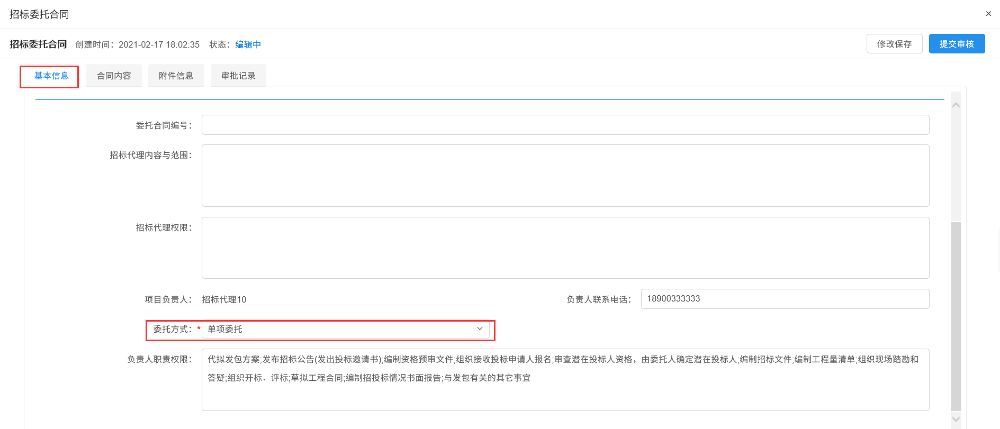 招标委托合同
×
招标委托合同 创建时间：2021-02-17 18:02:35 状态：编辑中 修改保存 提交审核
基本信息 合同内容 附件信息 审批记录
委托合同编号：
招标代理内容与范围：
招标代理权限：
项目负责人： 招标代理10 负责人联系电话： 18900333333
委托方式：* 单项委托
负责人职责权限： 代拟发包方案;发布招标公告(发出投标邀请书);编制资格预审文件;组织接收投标申请人报名;审查潜在投标人资格，由委托人确定潜在投标人;编制招标文件;编制工程量清单;组织现场踏勘和
答疑;组织开标、评标;草拟工程合同;编制招投标情况书面报告;与发包有关的其它事宜